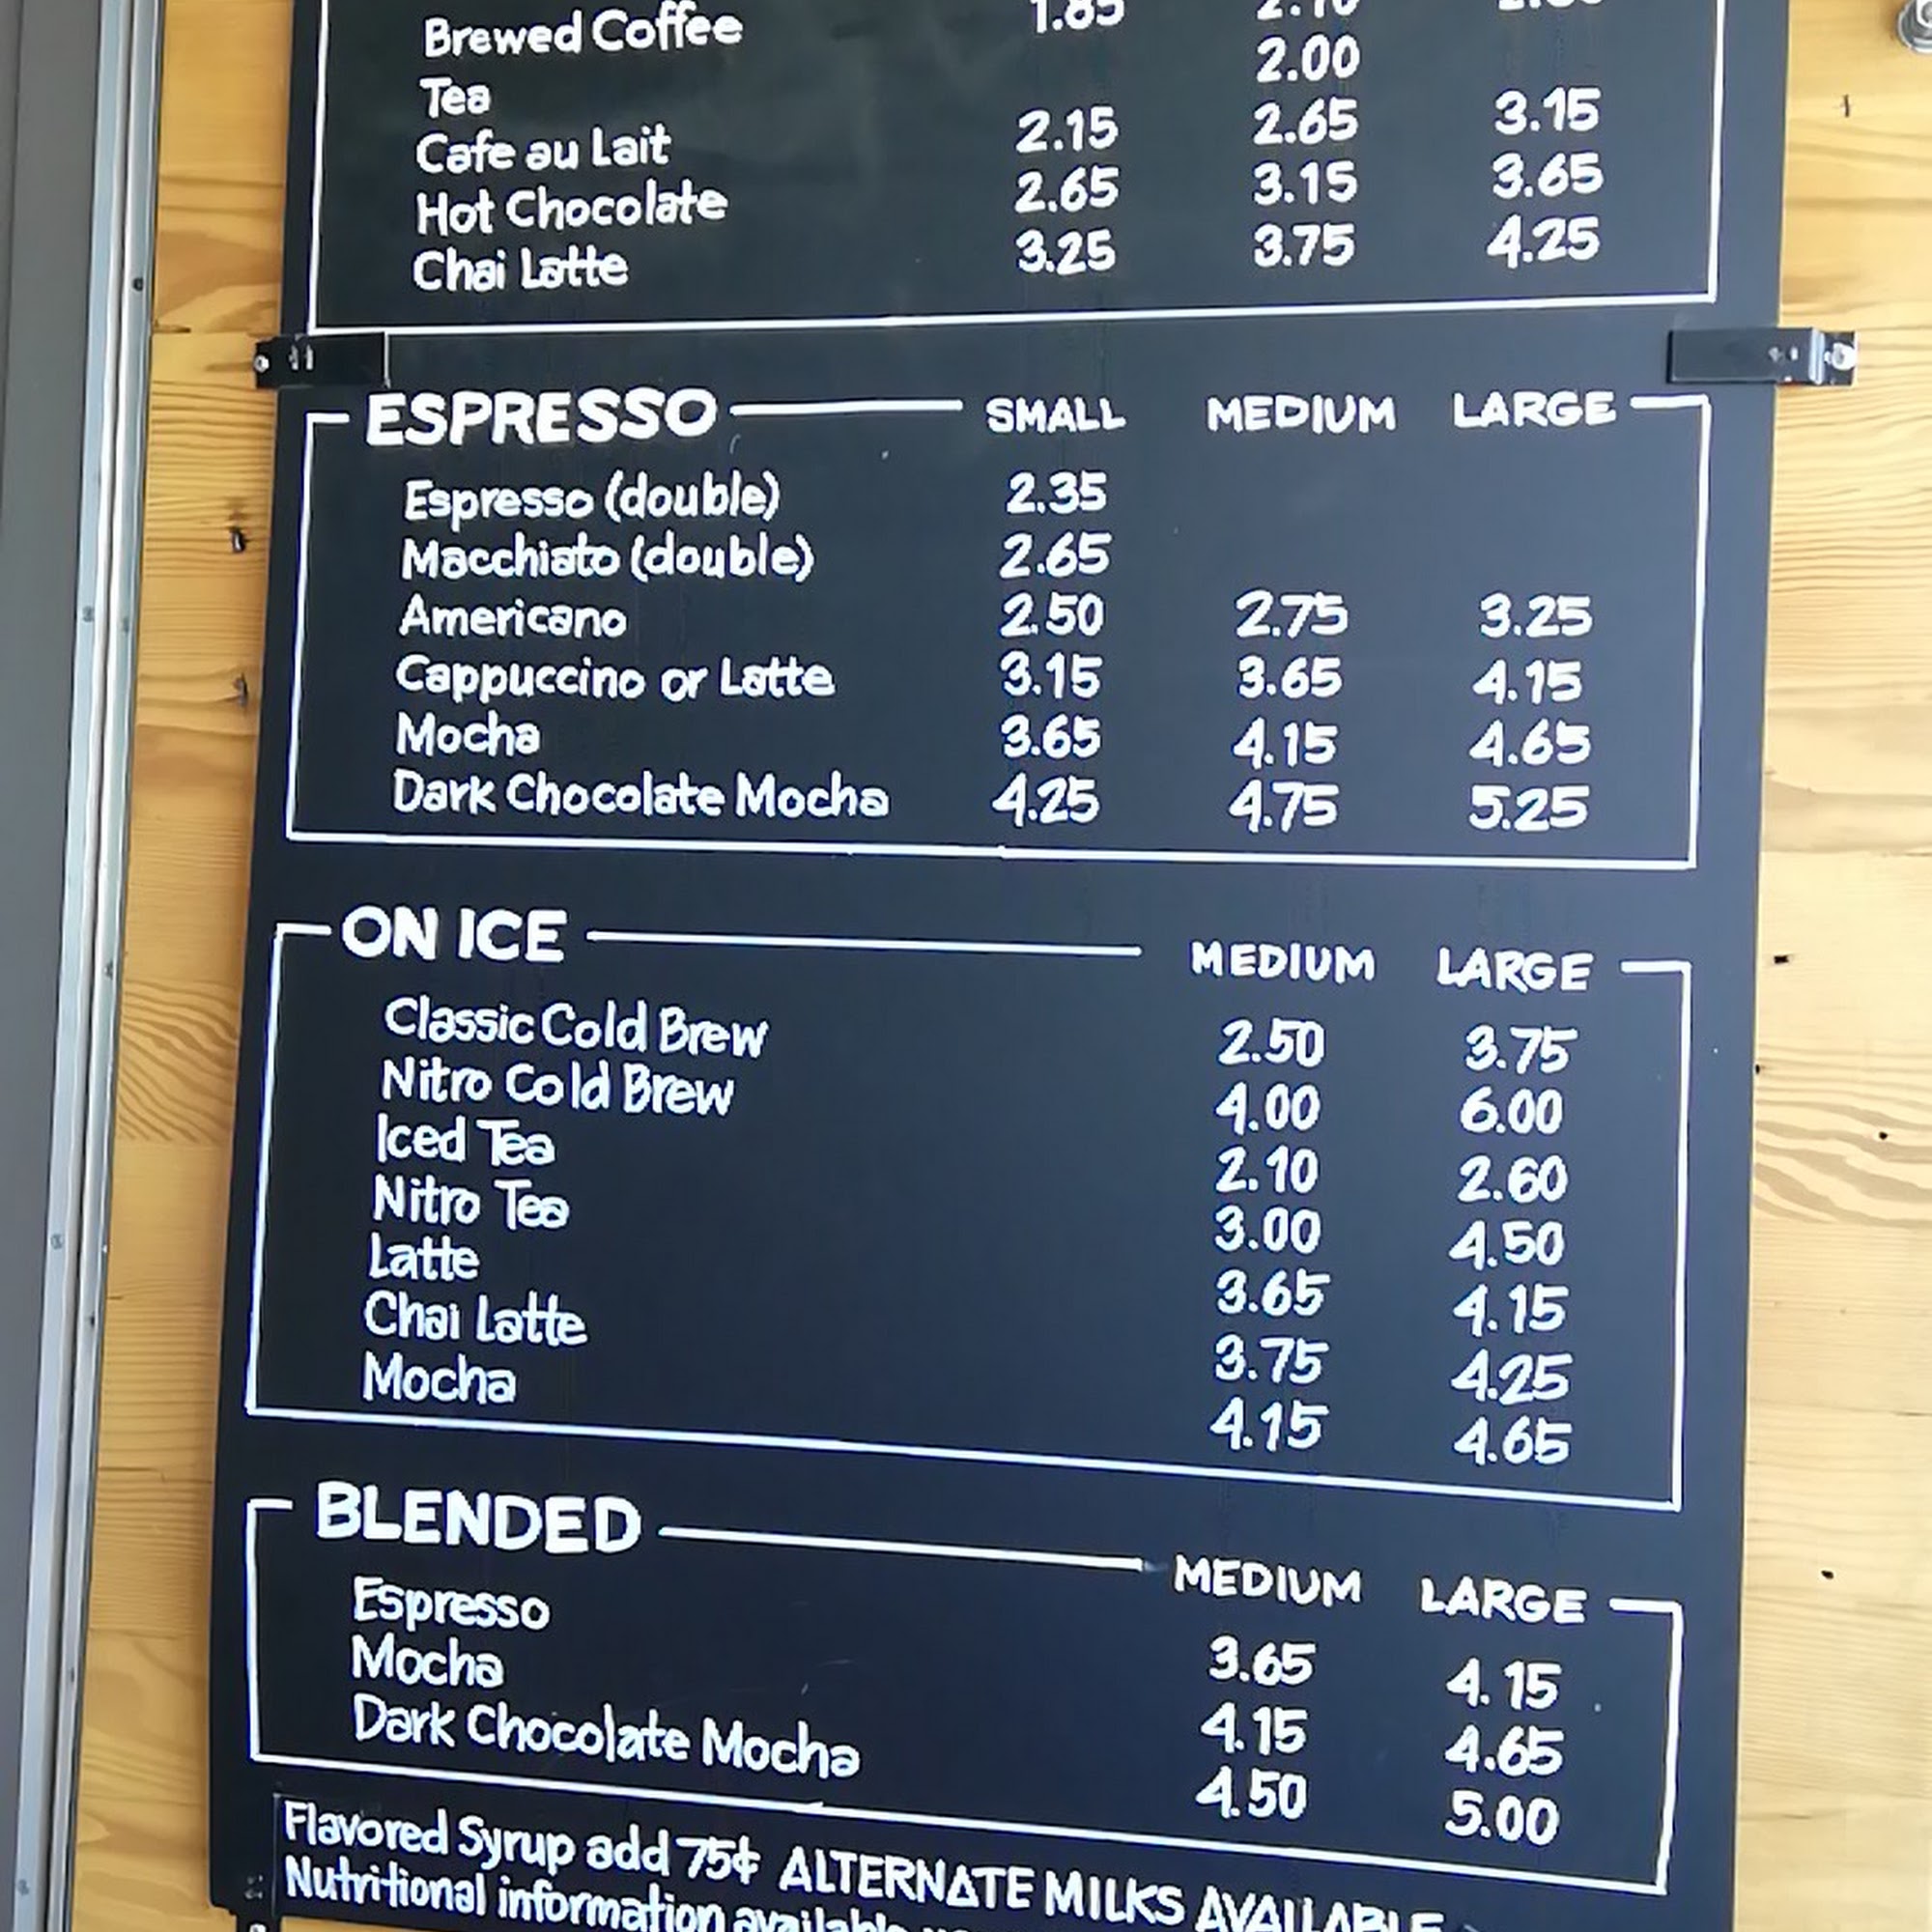 Brewed Coffee 1.85
Tea 2.00
Cafe au Lait 2.15 2.65 3.15
Hot Chocolate 2.65 3.15 3.65
Chai Latte 3.25 3.75 4.25
ESPRESSO SMALL MEDIUM LARGE
Espresso (double) 2.35
Macchiato (double) 2.65
Americano 2.50 2.75 3.25
Cappuccino or Latte 3.15 3.65 4.15
Mocha 3.65 4.15 4.65
Dark Chocolate Mocha 4.25 4.75 5.25
ON ICE MEDIUM LARGE
Classic Cold Brew 2.50 3.75
Nitro Cold Brew 4.00 6.00
Iced Tea 2.10 2.60
Nitro Tea 3.00 4.50
Latte 3.65 4.15
Chai Latte 3.75 4.25
Mocha 4.15 4.65
BLENDED MEDIUM LARGE
Espresso 3.65 4.15
Mocha 4.15 4.65
Dark Chocolate Mocha 4.50 5.00
Flavored Syrup add 75¢ ALTERNATE MILKS AVAILABLE
Nutritional information available